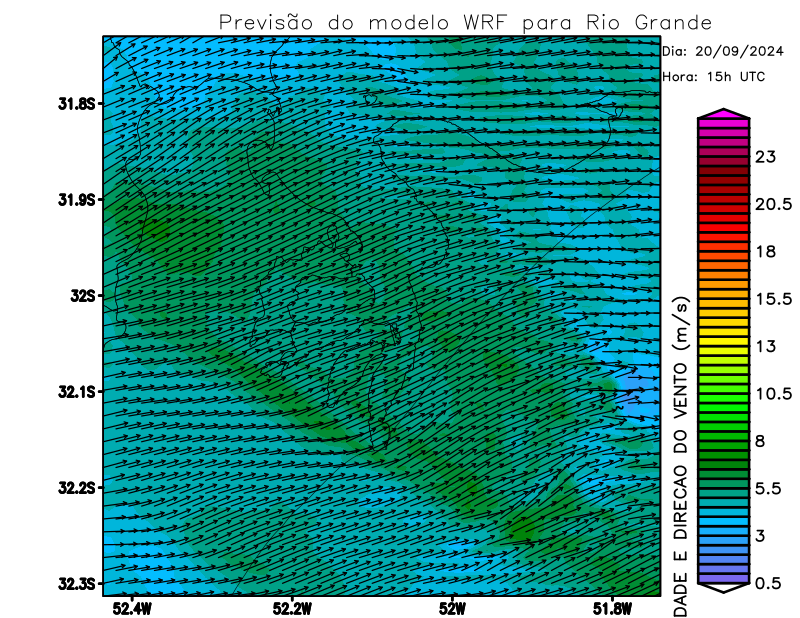 Previsão do modelo WRF para Rio Grande
Dia: 20/09/2024
Hora: 15h UTC
31.8S
31.9S
32S
32.1S
32.2S
32.3S
52.4W
52.2W
52W
51.8W
23
20.5
18
15.5
13
10.5
8
5.5
3
0.5
DADE E DIRECAO DO VENTO (m/s)